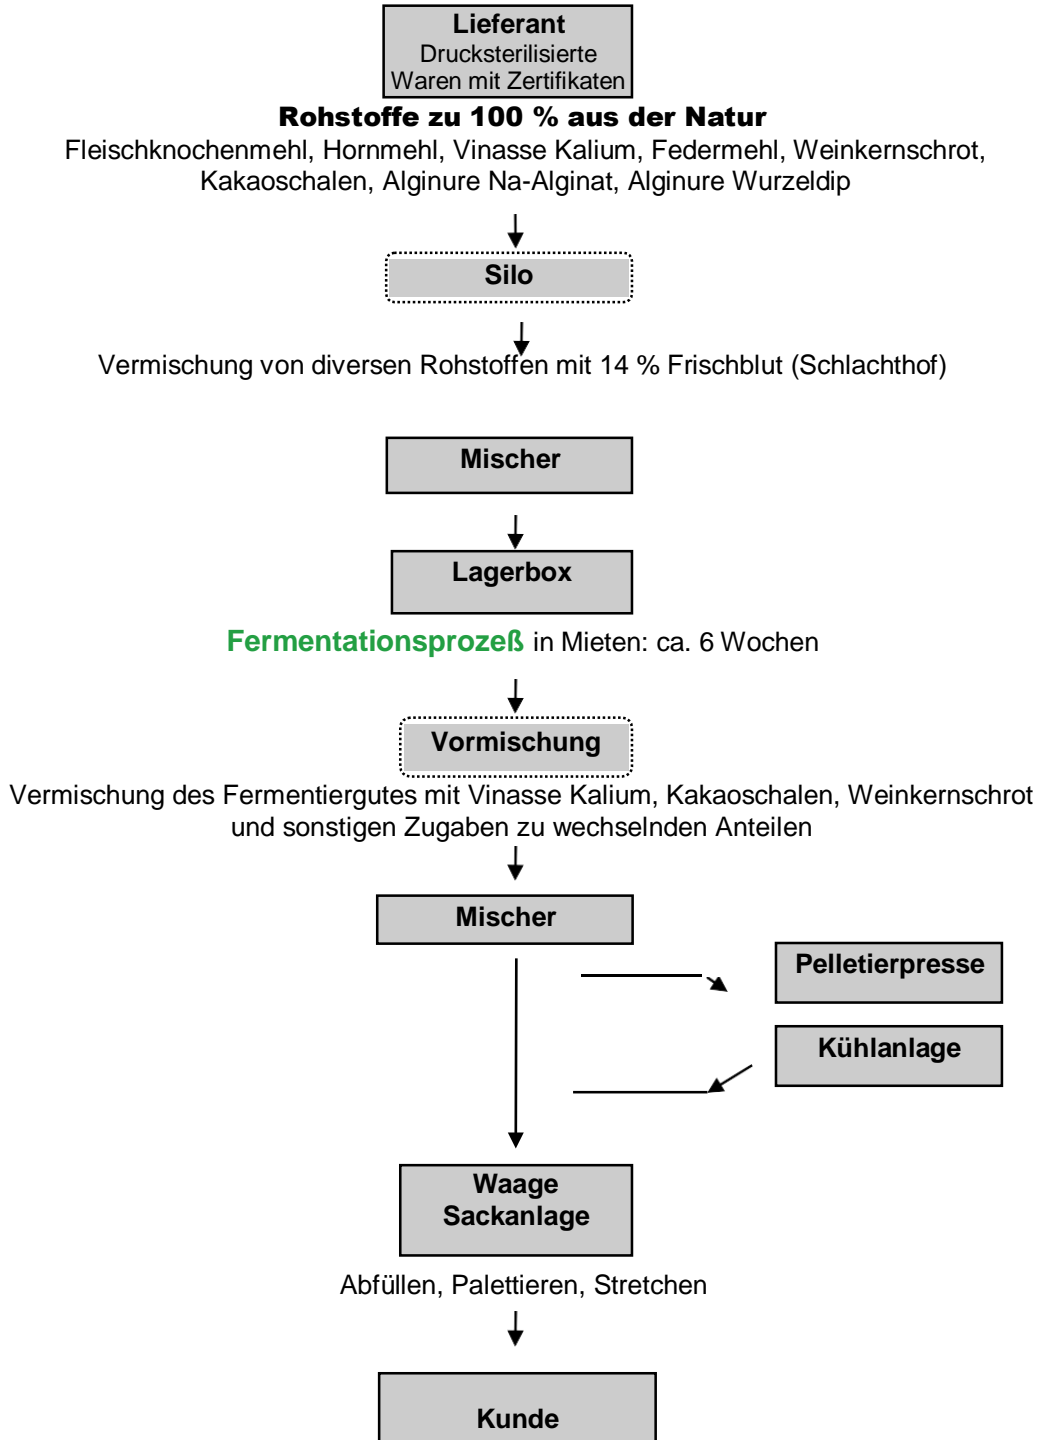 Lieferant
Drucksterilisierte
Waren mit Zertifikaten
Rohstoffe zu 100 % aus der Natur
Fleischknochenmehl, Hornmehl, Vinasse Kalium, Federmehl, Weinkernschrot,
Kakaoschalen, Alginure Na-Alginat, Alginure Wurzeldip
Silo
Vermischung von diversen Rohstoffen mit 14 % Frischblut (Schlachthof)
Mischer
Lagerbox
Fermentationsprozeß in Mieten: ca. 6 Wochen
Vormischung
Vermischung des Fermentiergutes mit Vinasse Kalium, Kakaoschalen, Weinkernschrot
und sonstigen Zugaben zu wechselnden Anteilen
Mischer
Pelletierpresse
Kühlanlage
Waage
Sackanlage
Abfüllen, Palettieren, Stretchen
Kunde